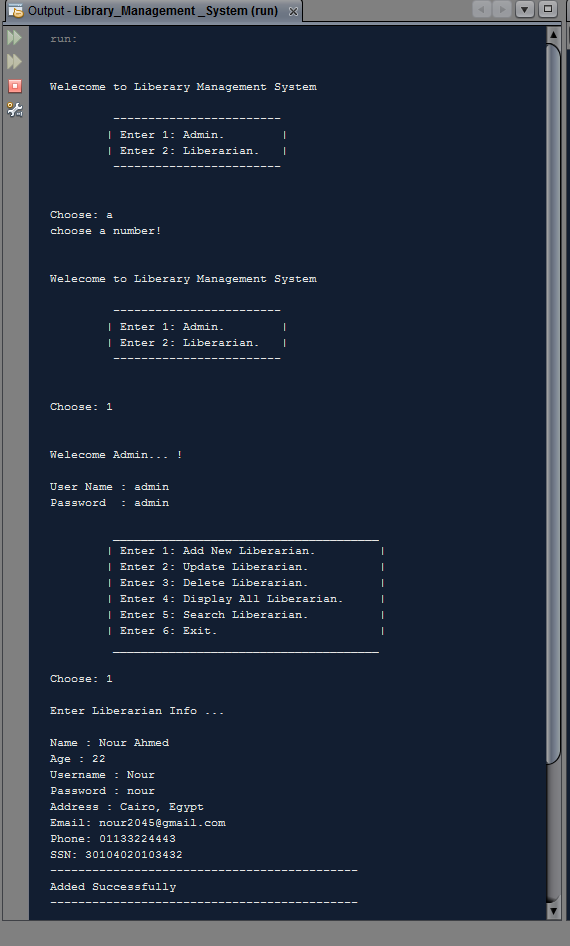 Output - Library_Management _System (run)
run:
Welecome to Liberary Management System
------------------------
| Enter 1: Admin. |
| Enter 2: Liberarian. |
------------------------
Choose: a
choose a number!
Welecome to Liberary Management System
------------------------
| Enter 1: Admin. |
| Enter 2: Liberarian. |
------------------------
Choose: 1
Welecome Admin... !
User Name : admin
Password  : admin
______________________________________
| Enter 1: Add New Liberarian. |
| Enter 2: Update Liberarian. |
| Enter 3: Delete Liberarian. |
| Enter 4: Display All Liberarian. |
| Enter 5: Search Liberarian. |
| Enter 6: Exit. |
______________________________________
Choose: 1
Enter Liberarian Info ...
Name : Nour Ahmed
Age : 22
Username : Nour
Password : nour
Address : Cairo, Egypt
Email: nour2045@gmail.com
Phone: 01133224443
SSN: 30104020103432
--------------------------------------------
Added Successfully
--------------------------------------------